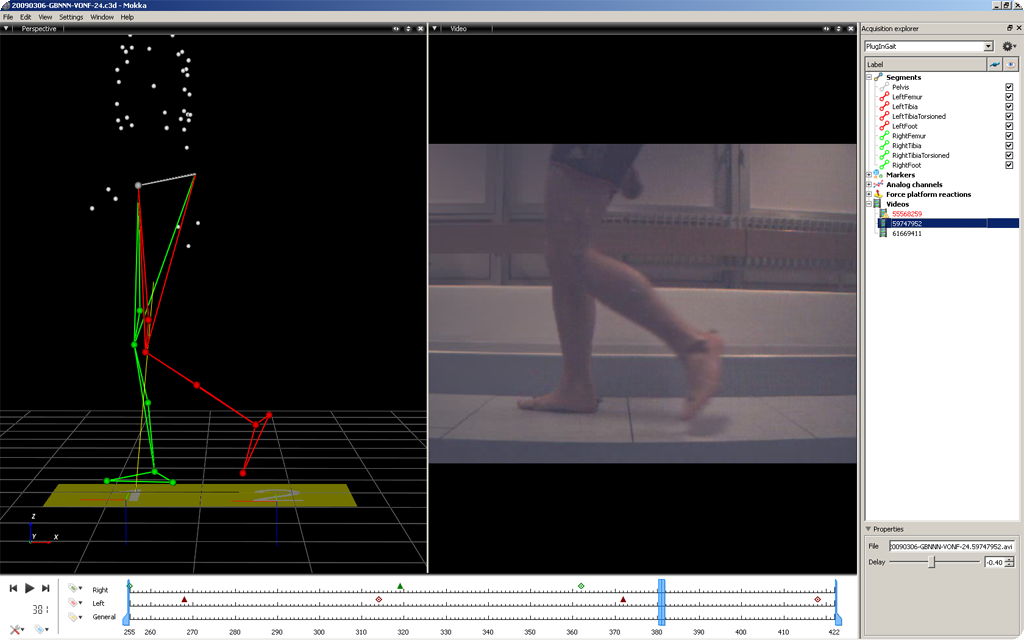 20090306-GBNNN-VONF-24.c3d - Mokka
File Edit View Settings Window Help
Perspective
Video
Acquisition explorer
PlugInGait
Label
Segments
Pelvis
LeftFemur
LeftTibia
LeftTibiaTorsioned
LeftFoot
RightFemur
RightTibia
RightTibiaTorsioned
RightFoot
Markers
Analog channels
Force platform reactions
Videos
55568259
59747952
61669411
1 2
Z
Y X
Properties
File 20090306-GBNNN-VONF-24.59747952.avi
Delay -0.40
Right
Left
General
381
255 260 270 280 290 300 310 320 330 340 350 360 370 380 390 400 410 422